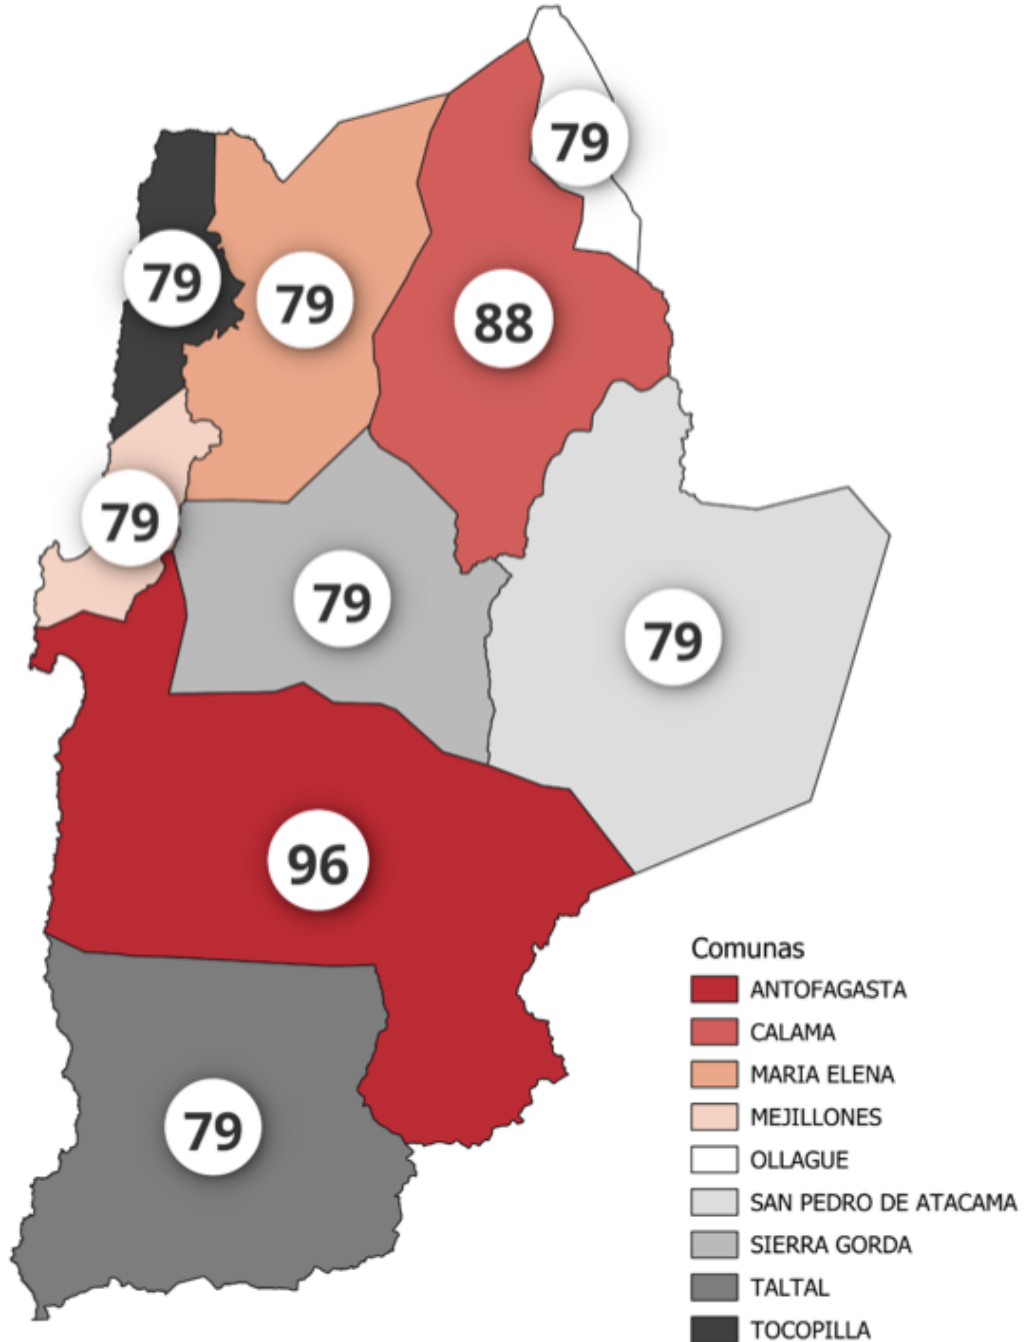 79
79
79
88
79
79
79
96
79
Comunas
ANTOFAGASTA
CALAMA
MARIA ELENA
MEJILLONES
OLLAGUE
SAN PEDRO DE ATACAMA
SIERRA GORDA
TALTAL
TOCOPILLA